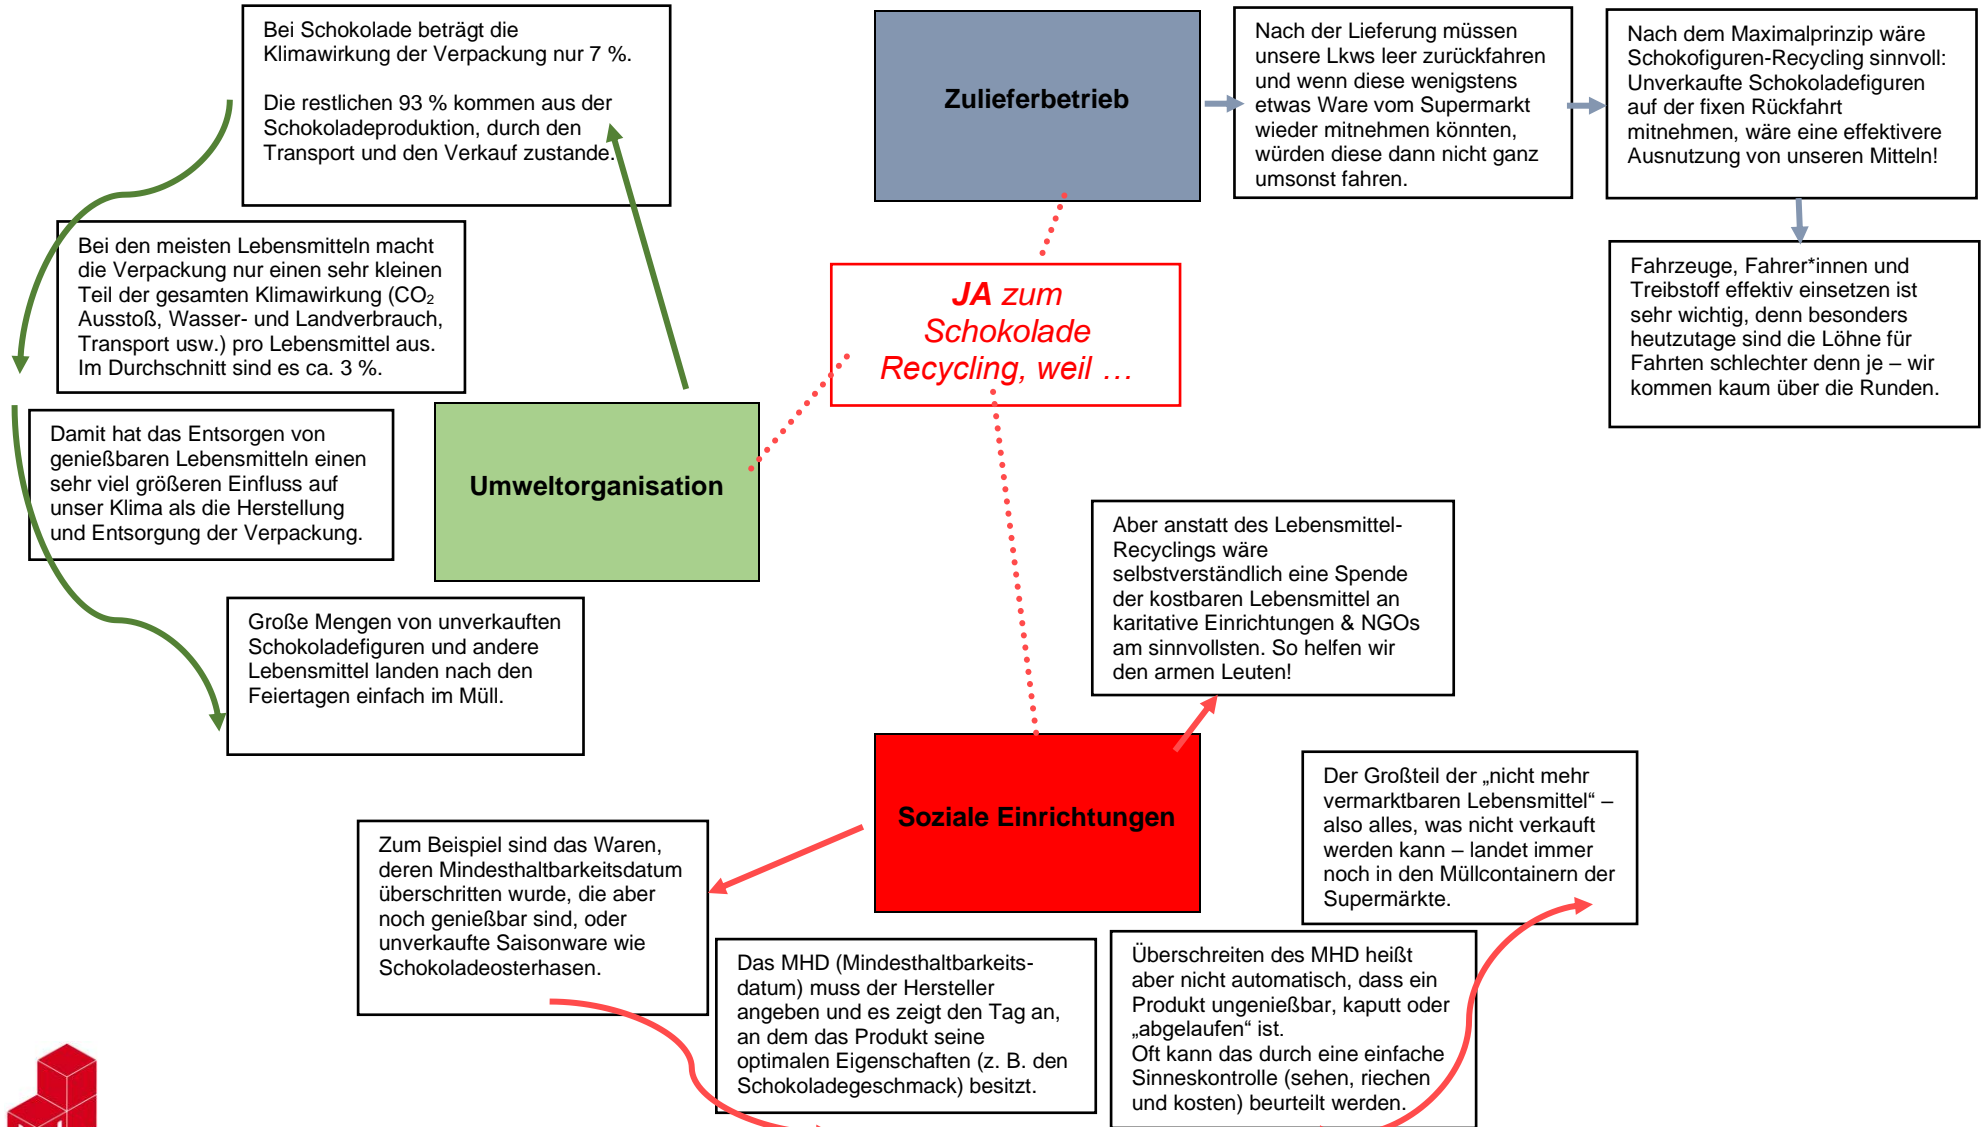 Bei Schokolade beträgt die
Klimawirkung der Verpackung nur 7 %.
Die restlichen 93 % kommen aus der
Schokoladeproduktion, durch den
Transport und den Verkauf zustande.
Zulieferbetrieb
Nach der Lieferung müssen
unsere Lkws leer zurückfahren
und wenn diese wenigstens
etwas Ware vom Supermarkt
wieder mitnehmen könnten,
würden diese dann nicht ganz
umsonst fahren.
Nach dem Maximalprinzip wäre
Schokofiguren-Recycling sinnvoll:
Unverkaufte Schokoladefiguren
auf der fixen Rückfahrt
mitnehmen, wäre eine effektivere
Ausnutzung von unseren Mitteln!
Bei den meisten Lebensmitteln macht
die Verpackung nur einen sehr kleinen
Teil der gesamten Klimawirkung (CO₂
Ausstoß, Wasser- und Landverbrauch,
Transport usw.) pro Lebensmittel aus.
Im Durchschnitt sind es ca. 3 %.
JA zum
Schokolade
Recycling, weil …
Fahrzeuge, Fahrer*innen und
Treibstoff effektiv einsetzen ist
sehr wichtig, denn besonders
heutzutage sind die Löhne für
Fahrten schlechter denn je – wir
kommen kaum über die Runden.
Damit hat das Entsorgen von
genießbaren Lebensmitteln einen
sehr viel größeren Einfluss auf
unser Klima als die Herstellung
und Entsorgung der Verpackung.
Umweltorganisation
Aber anstatt des Lebensmittel-
Recyclings wäre
selbstverständlich eine Spende
der kostbaren Lebensmittel an
karitative Einrichtungen & NGOs
am sinnvollsten. So helfen wir
den armen Leuten!
Große Mengen von unverkauften
Schokoladefiguren und andere
Lebensmittel landen nach den
Feiertagen einfach im Müll.
Soziale Einrichtungen
Der Großteil der „nicht mehr
vermarktbaren Lebensmittel“ –
also alles, was nicht verkauft
werden kann – landet immer
noch in den Müllcontainern der
Supermärkte.
Zum Beispiel sind das Waren,
deren Mindesthaltbarkeitsdatum
überschritten wurde, die aber
noch genießbar sind, oder
unverkaufte Saisonware wie
Schokoladeosterhasen.
Das MHD (Mindesthaltbarkeits-
datum) muss der Hersteller
angeben und es zeigt den Tag an,
an dem das Produkt seine
optimalen Eigenschaften (z. B. den
Schokoladegeschmack) besitzt.
Überschreiten des MHD heißt
aber nicht automatisch, dass ein
Produkt ungenießbar, kaputt oder
„abgelaufen“ ist.
Oft kann das durch eine einfache
Sinneskontrolle (sehen, riechen
und kosten) beurteilt werden.